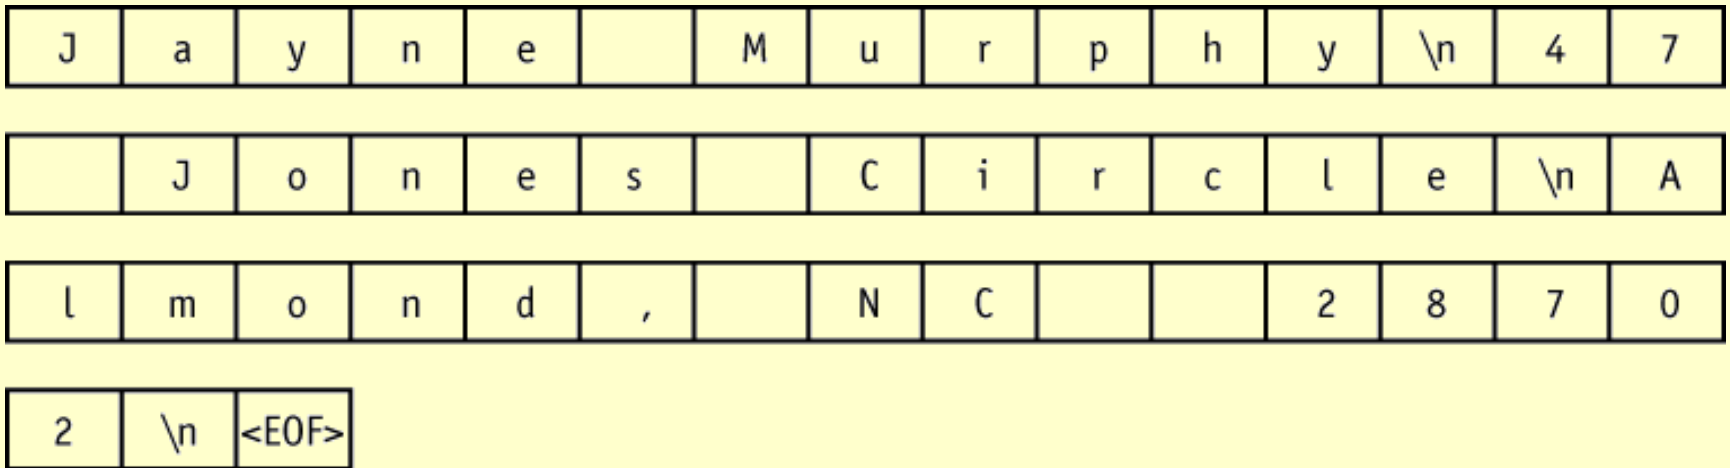 J a y n e   M u r p h y \n 4 7
  J o n e s   C i r c l e \n A
l m o n d ,   N C     2 8 7 0
2 \n <EOF>